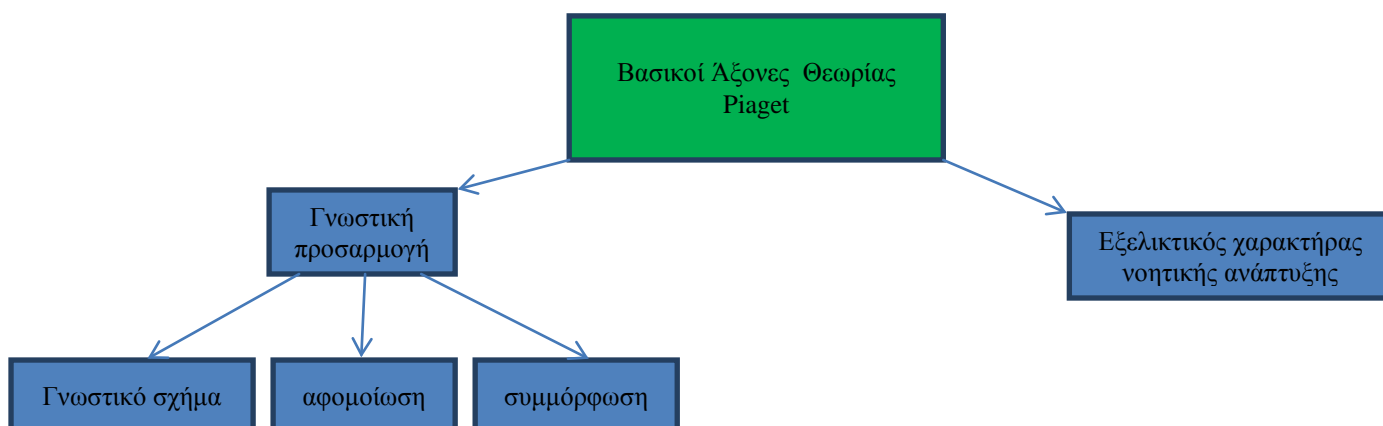 Βασικοί Άξονες Θεωρίας
Piaget
Γνωστική
προσαρμογή
Εξελικτικός χαρακτήρας
νοητικής ανάπτυξης
Γνωστικό σχήμα
αφομοίωση
συμμόρφωση